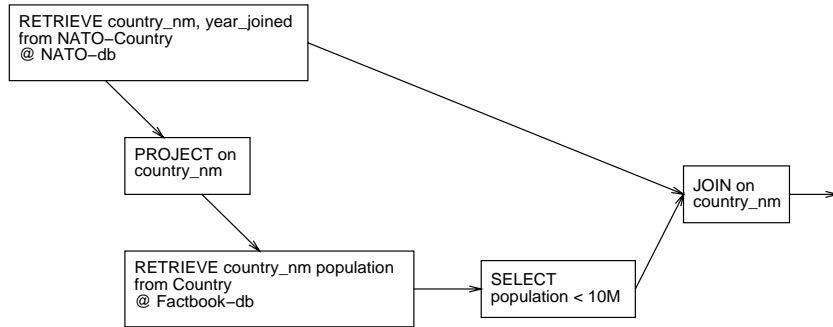 RETRIEVE country_nm, year_joined
from NATO−Country
@ NATO−db
PROJECT on
country_nm
JOIN on
country_nm
RETRIEVE country_nm population
from Country
@ Factbook−db
SELECT
population < 10M